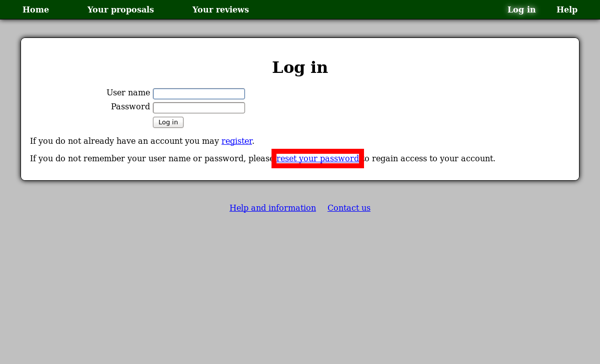 Home Your proposals Your reviews Log in Help
Log in
User name
Password
Log in
If you do not already have an account you may register.
If you do not remember your user name or password, please reset your password to regain access to your account.
Help and information Contact us